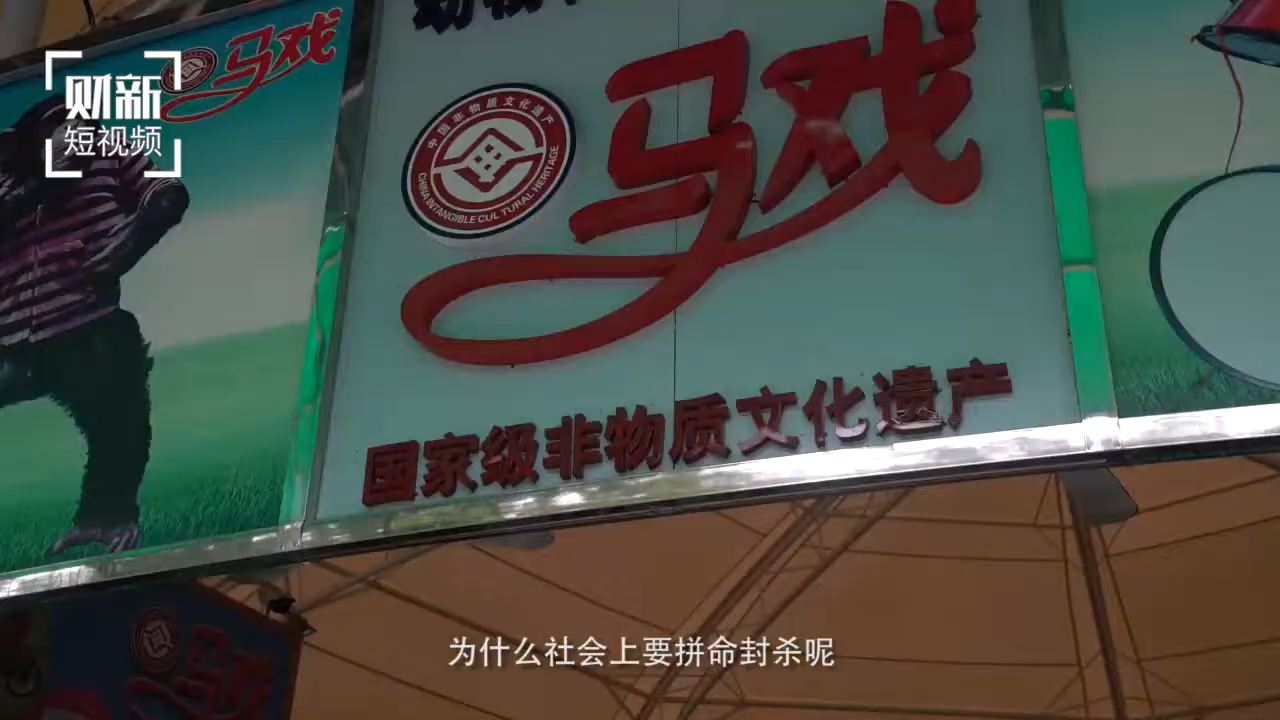 财新
短视频
马戏
马戏
中国非物质文化遗产
CHINA INTANGIBLE CULTURAL HERITAGE
国家级非物质文化遗产
马戏
为什么社会上要拼命封杀呢